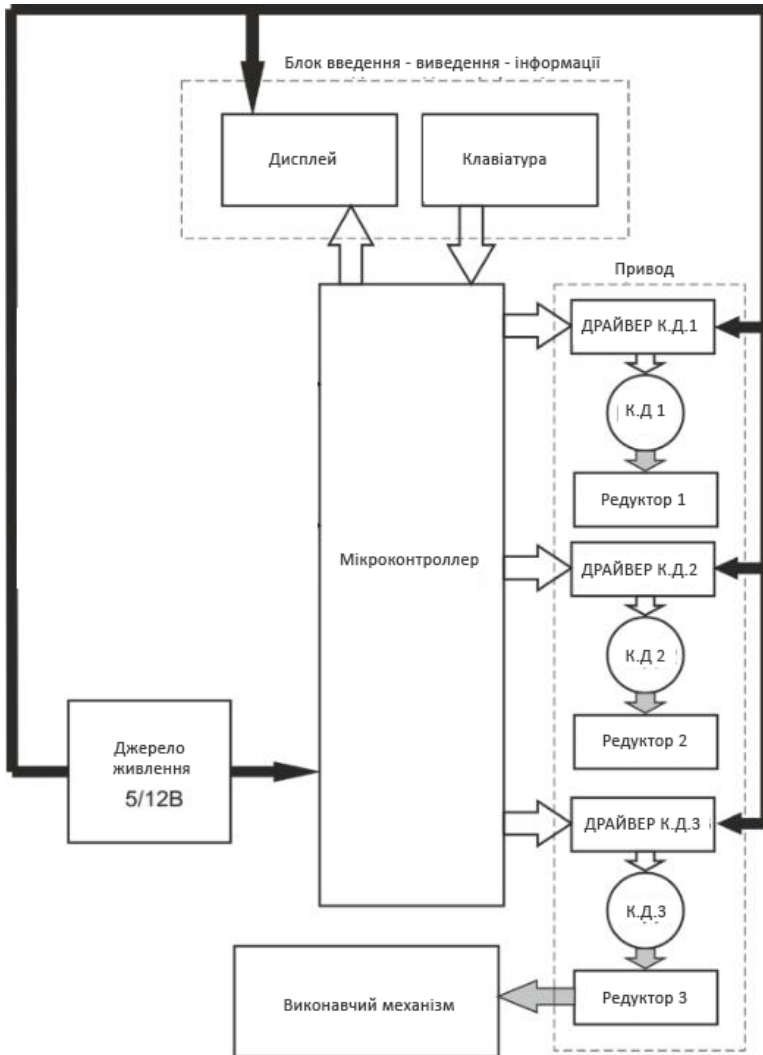 Блок введення - виведення - інформації
Дисплей
Клавіатура
Привод
ДРАЙВЕР К.Д.1
К.Д 1
Редуктор 1
Мікроконтроллер
ДРАЙВЕР К.Д.2
К.Д 2
Редуктор 2
Джерело
живлення
5/12В
ДРАЙВЕР К.Д.3
К.Д.3
Редуктор 3
Виконавчий механізм